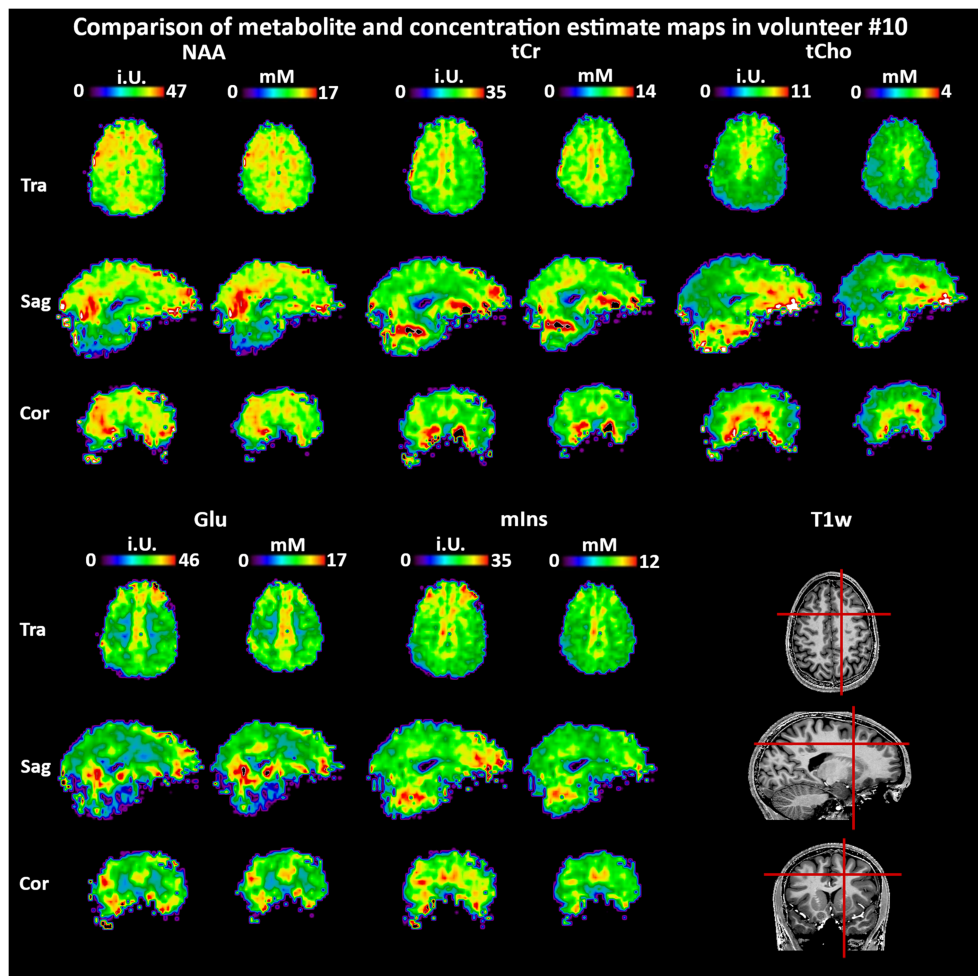 Comparison of metabolite and concentration estimate maps in volunteer #10
NAA tCr tCho
i.U. mM i.U. mM i.U. mM
0 47 0 17 0 35 0 14 0 11 0 4
Tra
Sag
Cor
Glu mIns T1w
i.U. mM i.U. mM
0 46 0 17 0 35 0 12
Tra
Sag
Cor